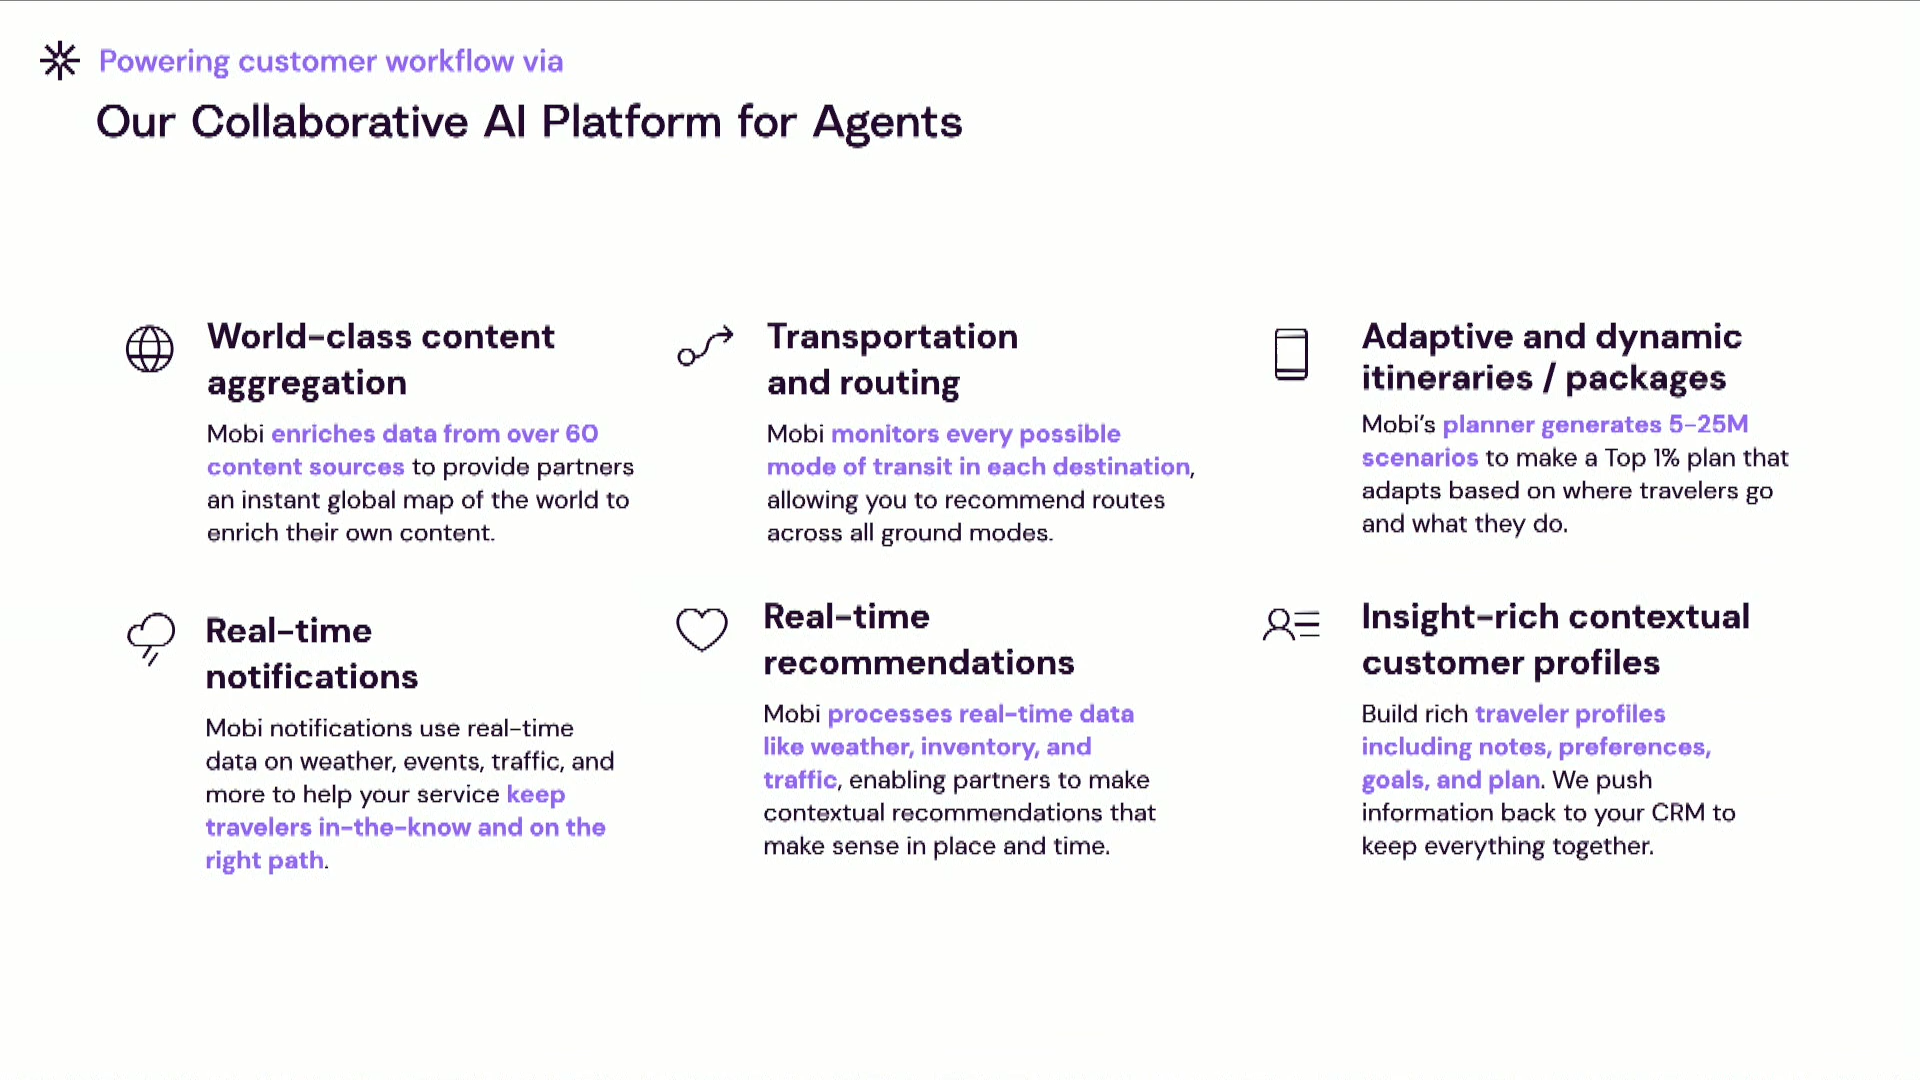 Powering customer workflow via
Our Collaborative AI Platform for Agents
World-class content
aggregation
Mobi enriches data from over 60
content sources to provide partners
an instant global map of the world to
enrich their own content.
Transportation
and routing
Mobi monitors every possible
mode of transit in each destination,
allowing you to recommend routes
across all ground modes.
Adaptive and dynamic
itineraries / packages
Mobi’s planner generates 5-25M
scenarios to make a Top 1% plan that
adapts based on where travelers go
and what they do.
Real-time
notifications
Mobi notifications use real-time
data on weather, events, traffic, and
more to help your service keep
travelers in-the-know and on the
right path.
Real-time
recommendations
Mobi processes real-time data
like weather, inventory, and
traffic, enabling partners to make
contextual recommendations that
make sense in place and time.
Insight-rich contextual
customer profiles
Build rich traveler profiles
including notes, preferences,
goals, and plan. We push
information back to your CRM to
keep everything together.